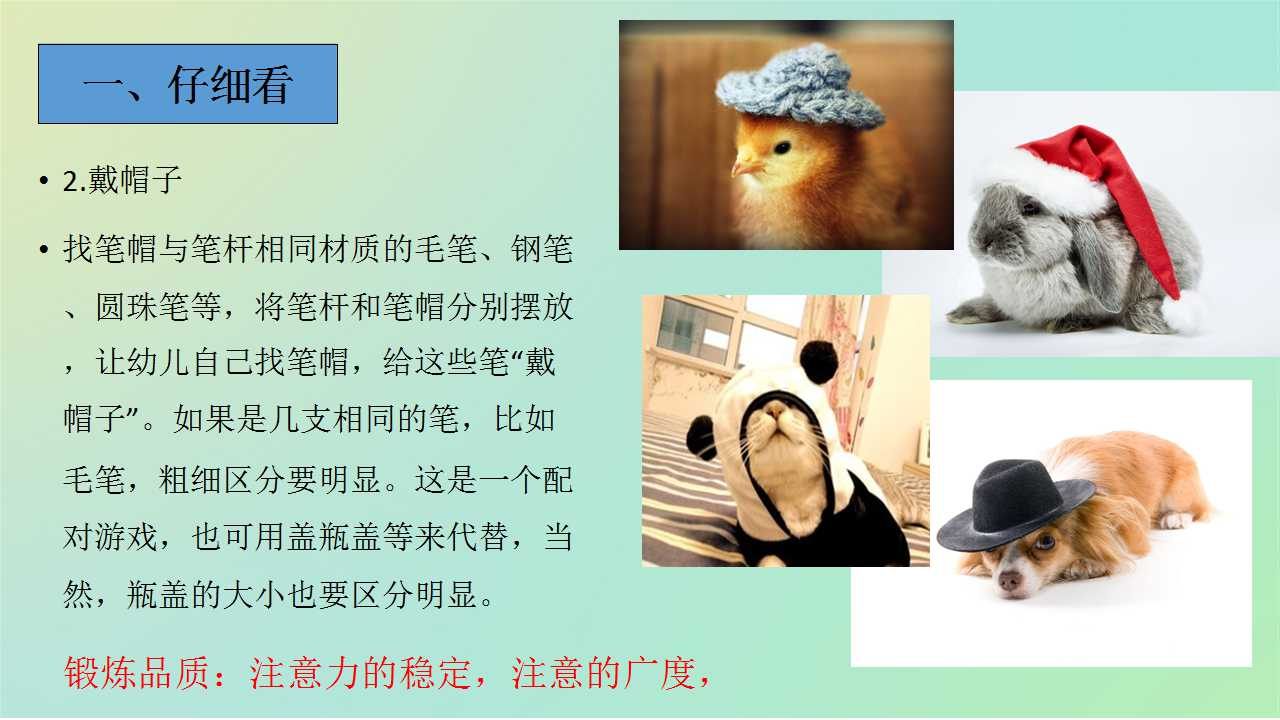 一、仔细看
• 2.戴帽子
• 找笔帽与笔杆相同材质的毛笔、钢笔
、圆珠笔等，将笔杆和笔帽分别摆放
，让幼儿自己找笔帽，给这些笔“戴
帽子”。如果是几支相同的笔，比如
毛笔，粗细区分要明显。这是一个配
对游戏，也可用盖瓶盖等来代替，当
然，瓶盖的大小也要区分明显。
锻炼品质：注意力的稳定，注意的广度，